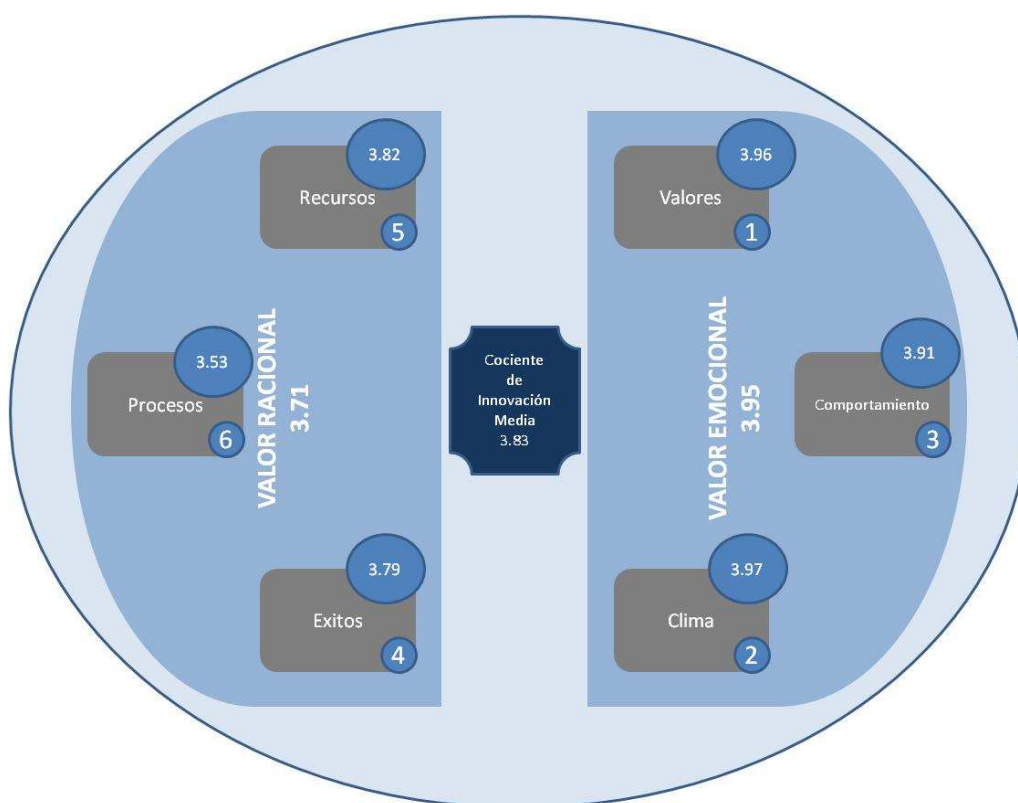 3.82
Recursos
5
3.53
Procesos
6
VALOR RACIONAL
3.71
3.79
Exitos
4
Cociente
de
Innovación
Media
3.83
3.96
Valores
1
VALOR EMOCIONAL
3.95
3.91
Comportamiento
3
3.97
Clima
2